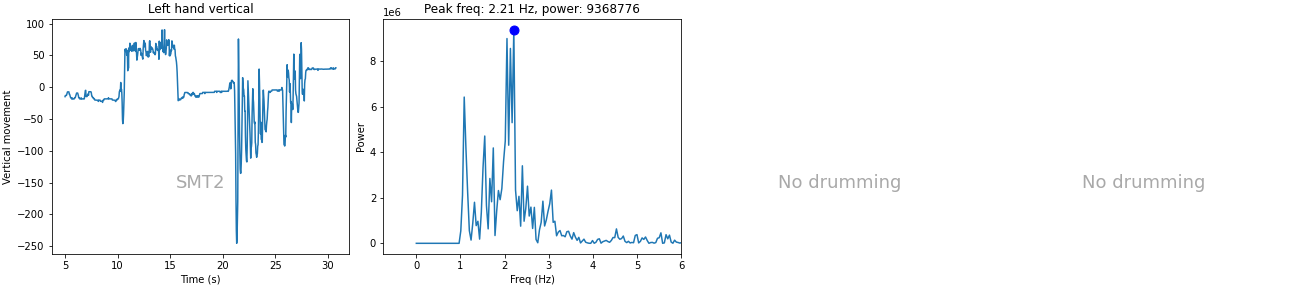 Left hand vertical
Vertical movement
100
50
0
−50
−100
−150
−200
−250
SMT2
5
10
15
20
25
30
Time (s)
Peak freq: 2.21 Hz, power: 9368776
1e6
Power
8
6
4
2
0
0
1
2
3
4
5
6
Freq (Hz)
No drumming
No drumming